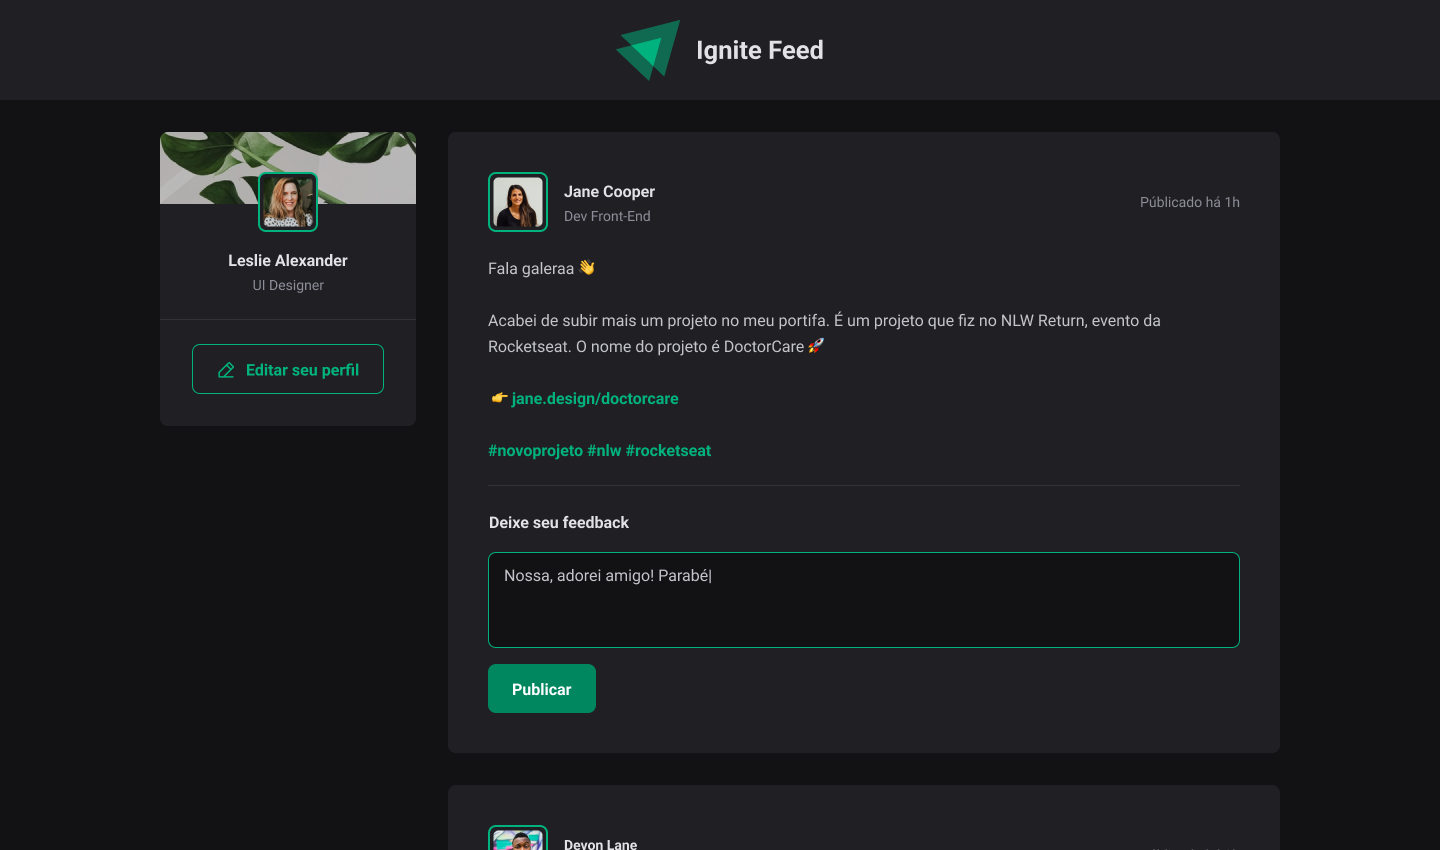 Ignite Feed
Leslie Alexander
UI Designer
Editar seu perfil
Jane Cooper
Dev Front-End
Públicado há 1h
Fala galeraa 👋
Acabei de subir mais um projeto no meu portifa. É um projeto que fiz no NLW Return, evento da
Rocketseat. O nome do projeto é DoctorCare 🚀
👉 jane.design/doctorcare
#novoprojeto #nlw #rocketseat
Deixe seu feedback
Nossa, adorei amigo! Parabé|
Publicar
Devon Lane